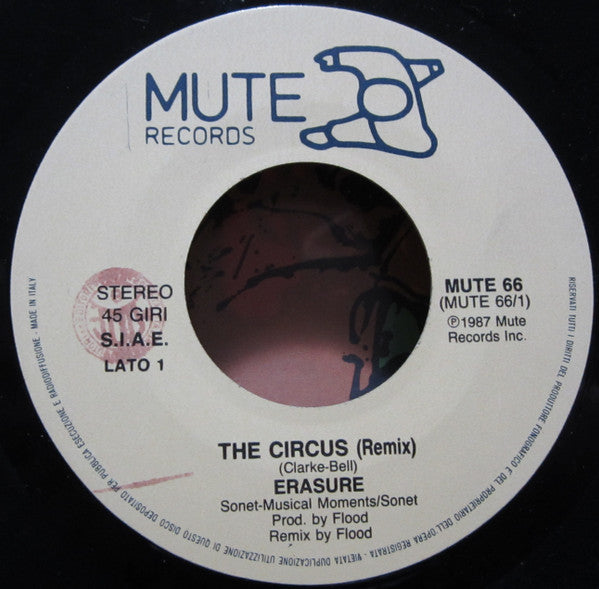 MUTE
RECORDS
STEREO
45 GIRI
S.I.A.E.
LATO 1
MUTE 66
(MUTE 66/1)
℗1987 Mute
Records Inc.
THE CIRCUS (Remix)
(Clarke-Bell)
ERASURE
Sonet-Musical Moments/Sonet
Prod. by Flood
Remix by Flood
RISERVATI TUTTI I DIRITTI DEL PRODUTTORE FONOGRAFICO E DEL PROPRIETARIO DELL'OPERA REGISTRATA - VIETATA DUPLICAZIONE UTILIZZAZIONE DI QUESTO DISCO DEPOSITATO PER PUBBLICA ESECUZIONE E RADIODIFFUSIONE. - MADE IN ITALY